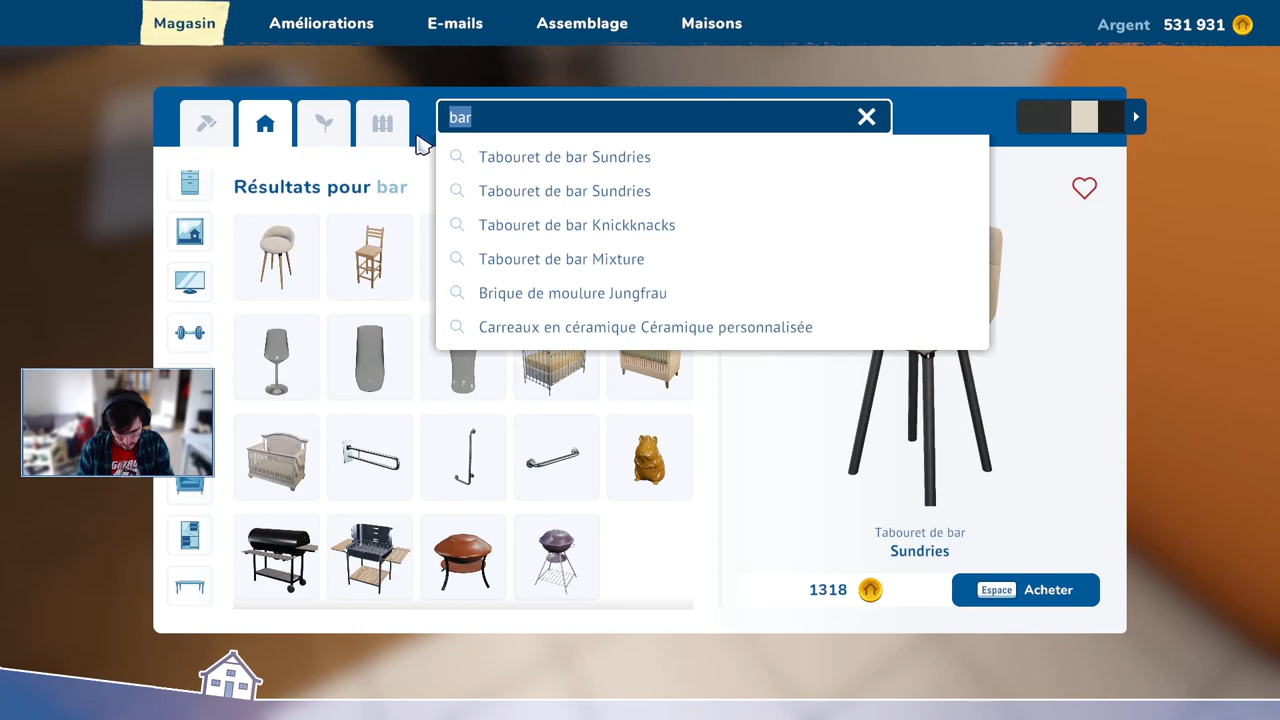 Magasin
Améliorations
E-mails
Assemblage
Maisons
Argent 531 931
bar
Tabouret de bar Sundries
Tabouret de bar Sundries
Tabouret de bar Knickknacks
Tabouret de bar Mixture
Brique de moulure Jungfrau
Carreaux en céramique Céramique personnalisée
Résultats pour bar
Tabouret de bar
Sundries
1318
Espace Acheter